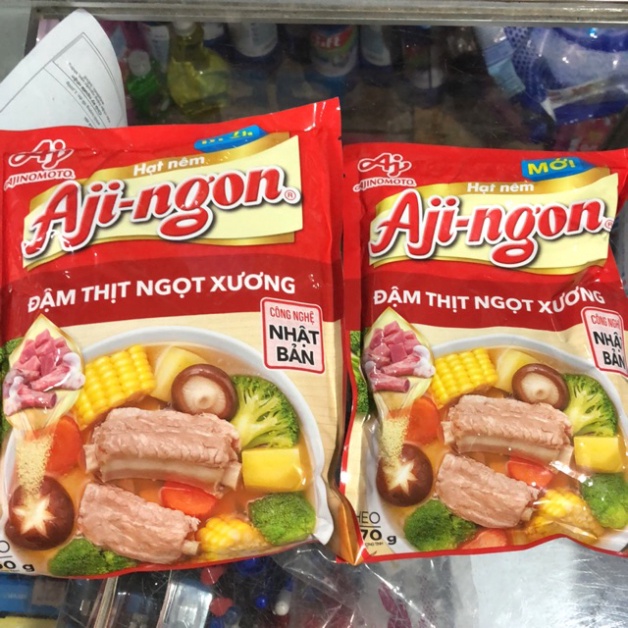 AJINOMOTO
Hạt nêm
Aji-ngon®
ĐẬM THỊT NGỌT XƯƠNG
CÔNG NGHỆ
NHẬT
BẢN
AJINOMOTO
MỚI
Hạt nêm
Aji-ngon®
ĐẬM THỊT NGỌT XƯƠNG
CÔNG NGHỆ
NHẬT
BẢN
70 g